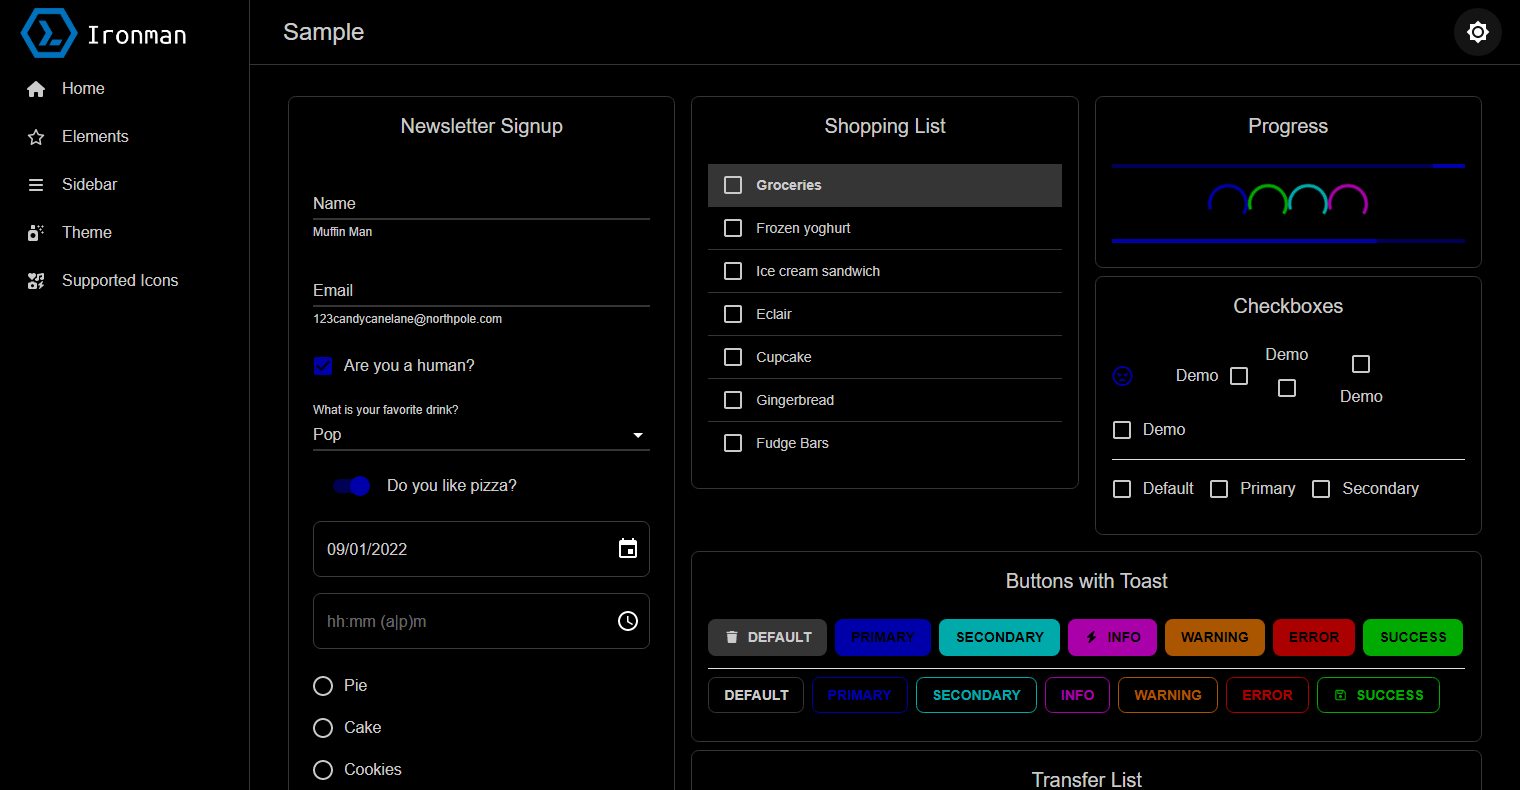 Ironman
Home
Elements
Sidebar
Theme
Supported Icons
Sample
Newsletter Signup
Name
Muffin Man
Email
123candycanelane@northpole.com
Are you a human?
What is your favorite drink?
Pop
Do you like pizza?
09/01/2022
hh:mm (a|p)m
Pie
Cake
Cookies
Shopping List
Groceries
Frozen yoghurt
Ice cream sandwich
Eclair
Cupcake
Gingerbread
Fudge Bars
Progress
Checkboxes
Demo
Demo
Demo
Demo
Default Primary Secondary
Buttons with Toast
DEFAULT PRIMARY SECONDARY INFO WARNING ERROR SUCCESS
DEFAULT PRIMARY SECONDARY INFO WARNING ERROR SUCCESS
Transfer List